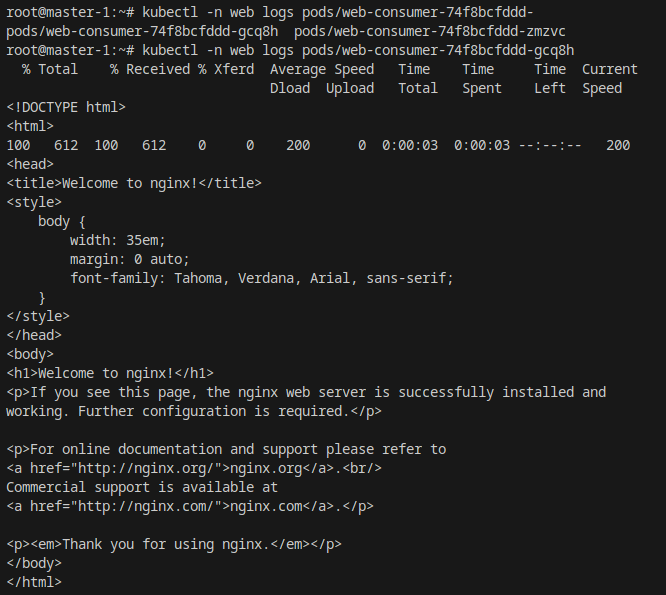 root@master-1:~# kubectl -n web logs pods/web-consumer-74f8bcfddd-
pods/web-consumer-74f8bcfddd-gcq8h  pods/web-consumer-74f8bcfddd-zmzvc
root@master-1:~# kubectl -n web logs pods/web-consumer-74f8bcfddd-gcq8h
  % Total    % Received % Xferd  Average Speed   Time    Time     Time  Current
                                 Dload  Upload   Total   Spent    Left  Speed
<!DOCTYPE html>
<html>
100   612  100   612    0     0    200      0  0:00:03  0:00:03 --:--:--   200
<head>
<title>Welcome to nginx!</title>
<style>
    body {
        width: 35em;
        margin: 0 auto;
        font-family: Tahoma, Verdana, Arial, sans-serif;
    }
</style>
</head>
<body>
<h1>Welcome to nginx!</h1>
<p>If you see this page, the nginx web server is successfully installed and
working. Further configuration is required.</p>

<p>For online documentation and support please refer to
<a href="http://nginx.org/">nginx.org</a>.<br/>
Commercial support is available at
<a href="http://nginx.com/">nginx.com</a>.</p>

<p><em>Thank you for using nginx.</em></p>
</body>
</html>